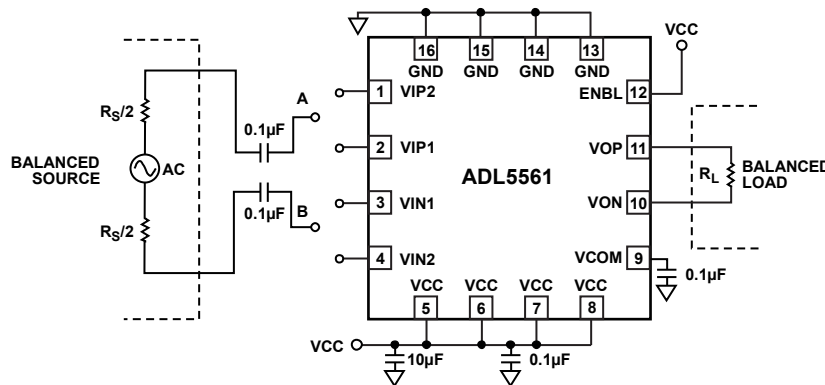 VCC
16 15 14 13
GND GND GND GND
A
1 VIP2
ENBL 12
R_S/2
0.1µF
2 VIP1
VOP 11
BALANCED
SOURCE
AC
ADL5561
R_L
BALANCED
LOAD
0.1µF
B
3 VIN1
VON 10
R_S/2
4 VIN2
VCOM 9
0.1µF
VCC VCC VCC VCC
5 6 7 8
VCC
10µF
0.1µF